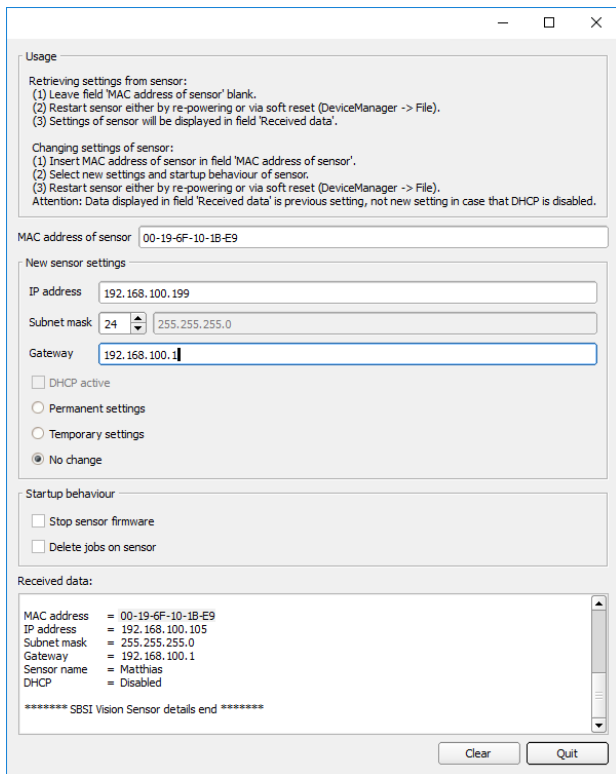 Usage
Retrieving settings from sensor:
(1) Leave field 'MAC address of sensor' blank.
(2) Restart sensor either by re-powering or via soft reset (DeviceManager -> File).
(3) Settings of sensor will be displayed in field 'Received data'.
Changing settings of sensor:
(1) Insert MAC address of sensor in field 'MAC address of sensor'.
(2) Select new settings and startup behaviour of sensor.
(3) Restart sensor either by re-powering or via soft reset (DeviceManager -> File).
Attention: Data displayed in field 'Received data' is previous setting, not new setting in case that DHCP is disabled.
MAC address of sensor 00-19-6F-10-1B-E9
New sensor settings
IP address 192.168.100.199
Subnet mask 24 255.255.255.0
Gateway 192.168.100.1
DHCP active
Permanent settings
Temporary settings
No change
Startup behaviour
Stop sensor firmware
Delete jobs on sensor
Received data:
MAC address = 00-19-6F-10-1B-E9
IP address = 192.168.100.105
Subnet mask = 255.255.255.0
Gateway = 192.168.100.1
Sensor name = Matthias
DHCP = Disabled
******* SBSI Vision Sensor details end *******
Clear Quit